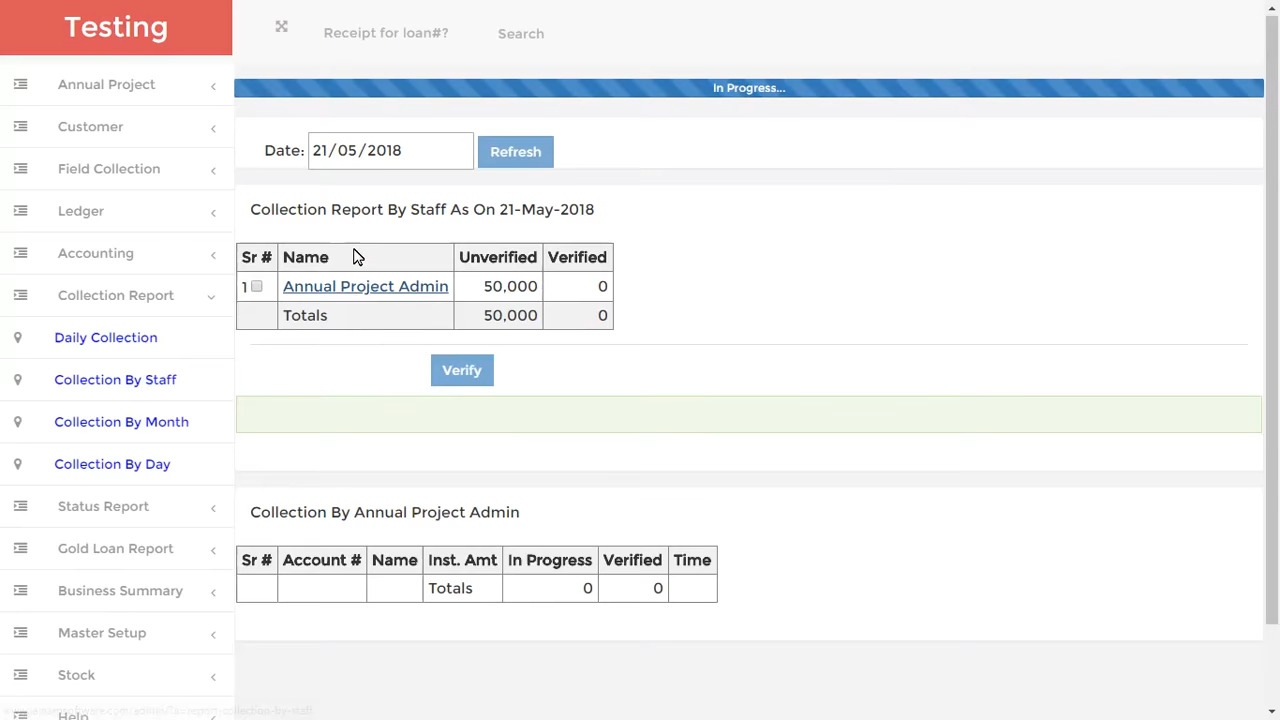 Testing
Receipt for loan#?
Search
Annual Project
Customer
Field Collection
Ledger
Accounting
Collection Report
Daily Collection
Collection By Staff
Collection By Month
Collection By Day
Status Report
Gold Loan Report
Business Summary
Master Setup
Stock
Help
In Progress...
Date: 21/05/2018 Refresh
Collection Report By Staff As On 21-May-2018
Sr # Name Unverified Verified
1 Annual Project Admin 50,000 0
Totals 50,000 0
Verify
Collection By Annual Project Admin
Sr # Account # Name Inst. Amt In Progress Verified Time
Totals 0 0